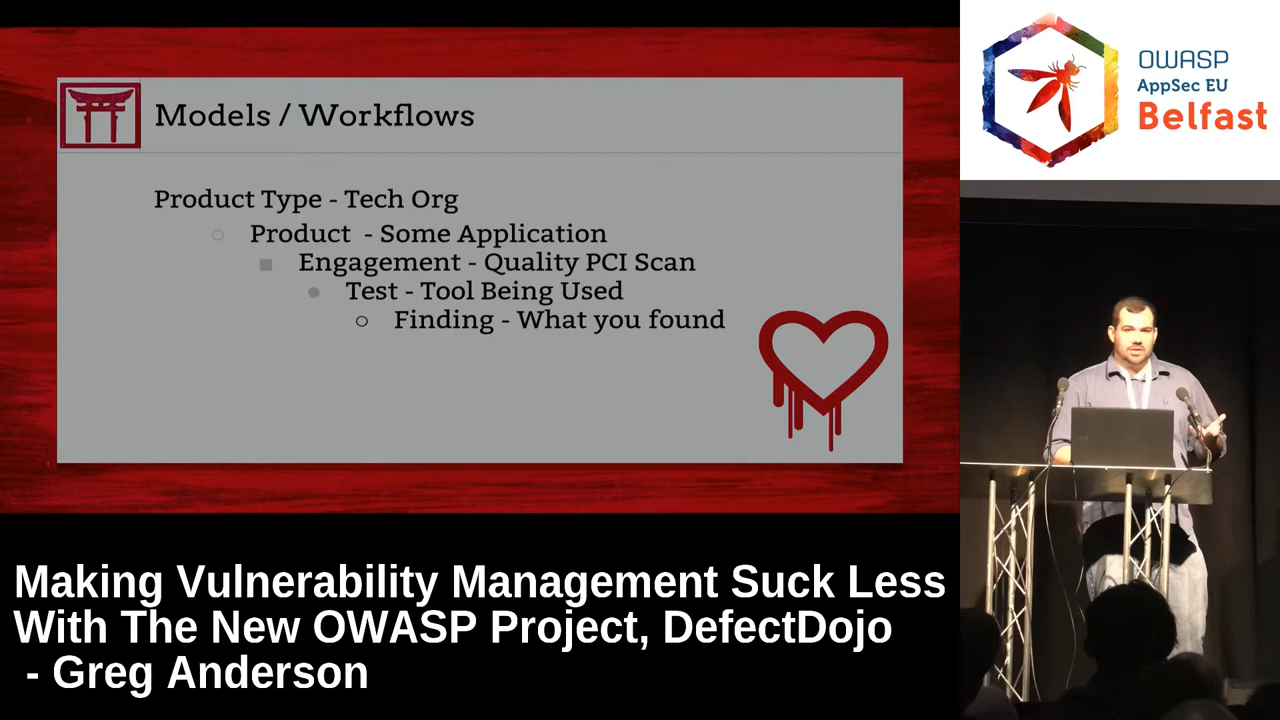 Models / Workflows
Product Type - Tech Org
Product - Some Application
Engagement - Quality PCI Scan
Test - Tool Being Used
Finding - What you found
OWASP
AppSec EU
Belfast
Making Vulnerability Management Suck Less
With The New OWASP Project, DefectDojo
- Greg Anderson